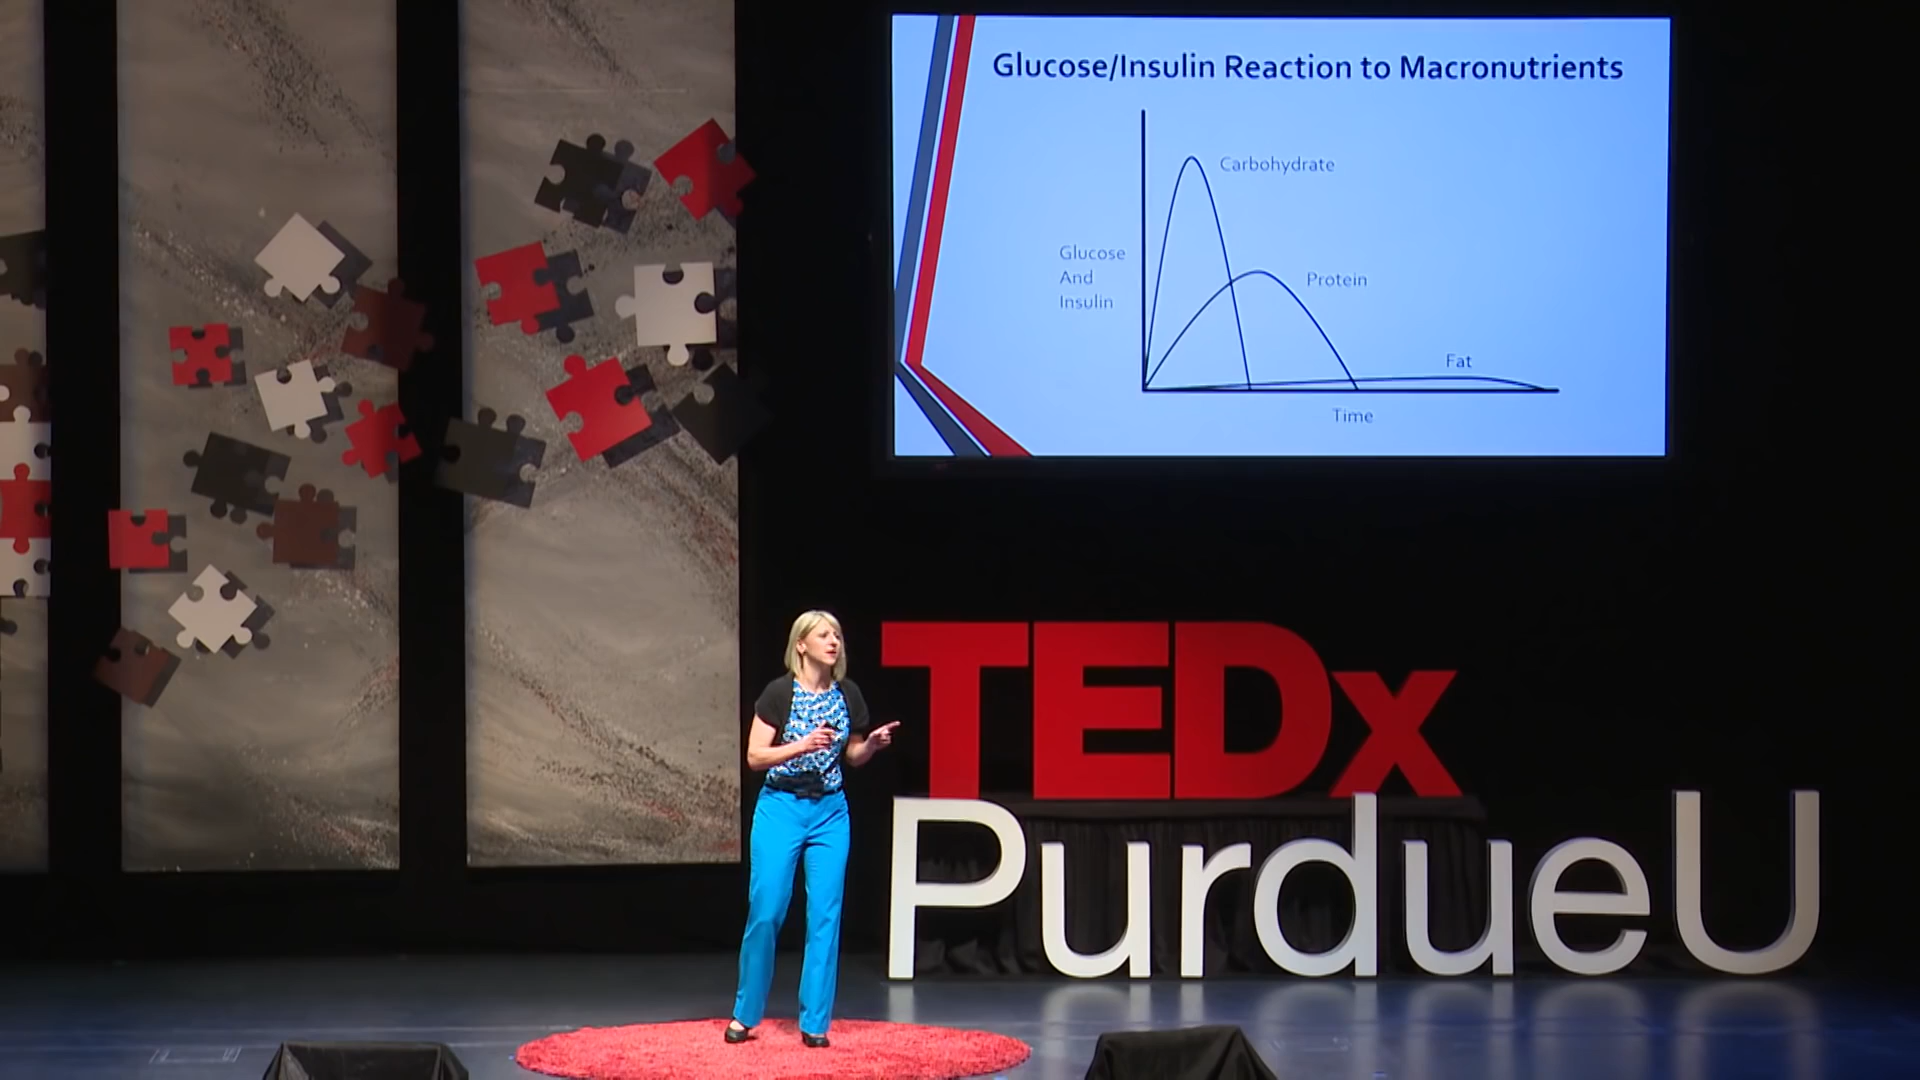 Glucose/Insulin Reaction to Macronutrients
Carbohydrate
Glucose
And
Insulin
Protein
Fat
Time
TEDx
PurdueU